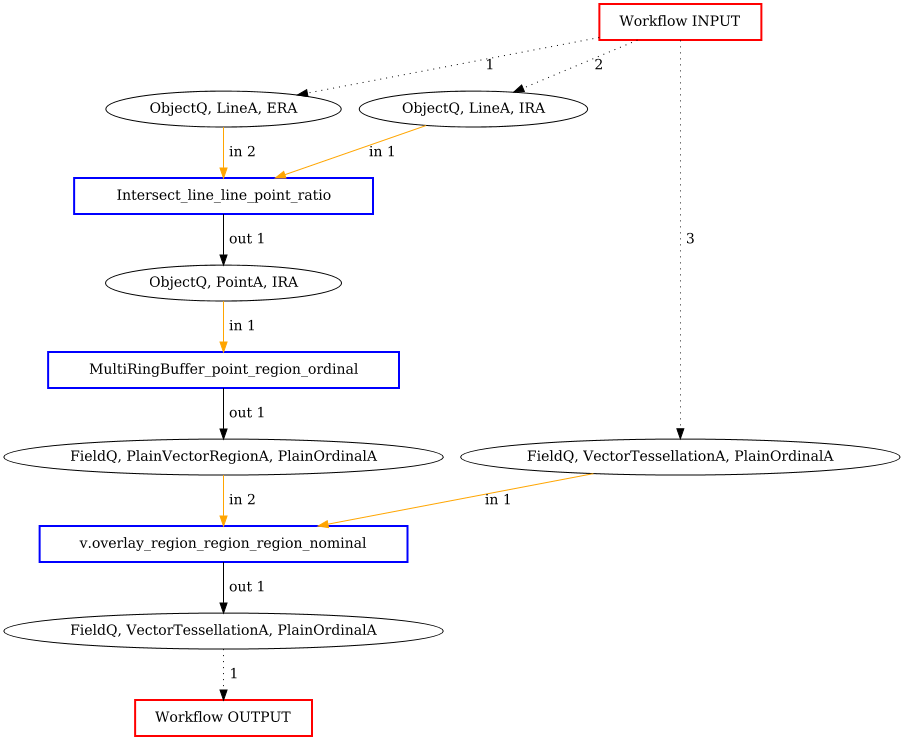 Workflow INPUT
1
2
ObjectQ, LineA, ERA
ObjectQ, LineA, IRA
in 2
in 1
Intersect_line_line_point_ratio
out 1
3
ObjectQ, PointA, IRA
in 1
MultiRingBuffer_point_region_ordinal
out 1
FieldQ, PlainVectorRegionA, PlainOrdinalA
FieldQ, VectorTessellationA, PlainOrdinalA
in 2
in 1
v.overlay_region_region_region_nominal
out 1
FieldQ, VectorTessellationA, PlainOrdinalA
1
Workflow OUTPUT